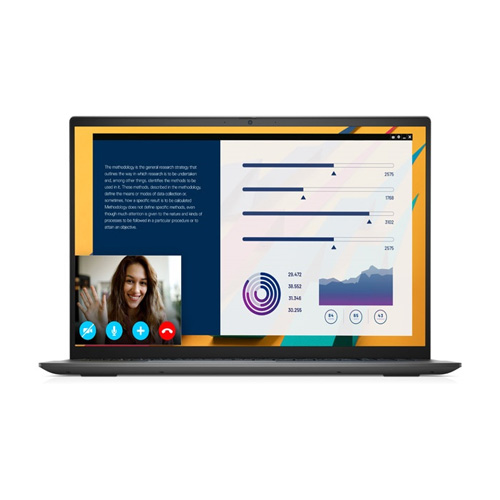 The methodology is the general research strategy that
outlines the way in which research is to be undertaken
and, among other things, identifies the methods to be
used in it. These methods, described in the methodology,
define the means or modes of data collection or,
sometimes, how a specific result is to be calculated.
Methodology does not define specific methods, even
though much attention is given to the nature and kinds of
processes to be followed in a particular procedure or to
obtain an objective.
2575
1768
3102
2575
29.472
38.552
31.346
30.255
84
65
43